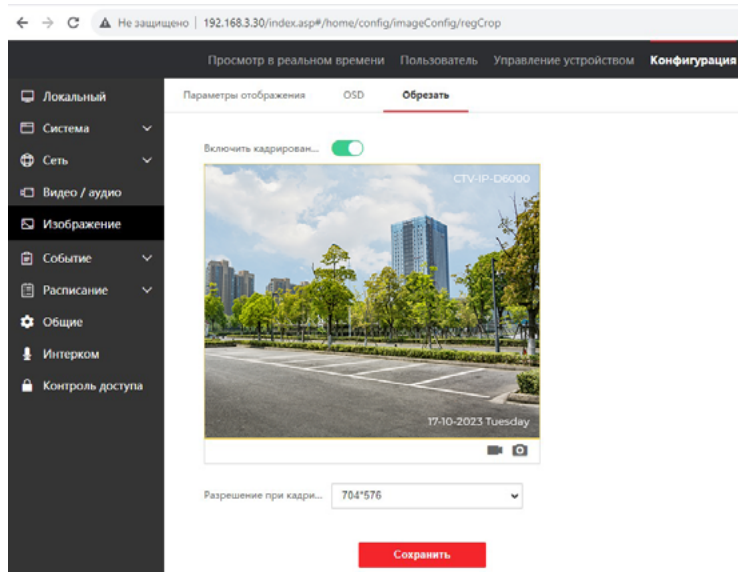 Не защищено | 192.168.3.30/index.asp#/home/config/imageConfig/regCrop
Просмотр в реальном времени Пользователь Управление устройством Конфигурация
Локальный
Система
Сеть
Видео / аудио
Изображение
Событие
Расписание
Общие
Интерком
Контроль доступа
Параметры отображения OSD Обрезать
Включить кадрирован...
CTV-IP-D6000
17-10-2023 Tuesday
Разрешение при кадри... 704*576
Сохранить